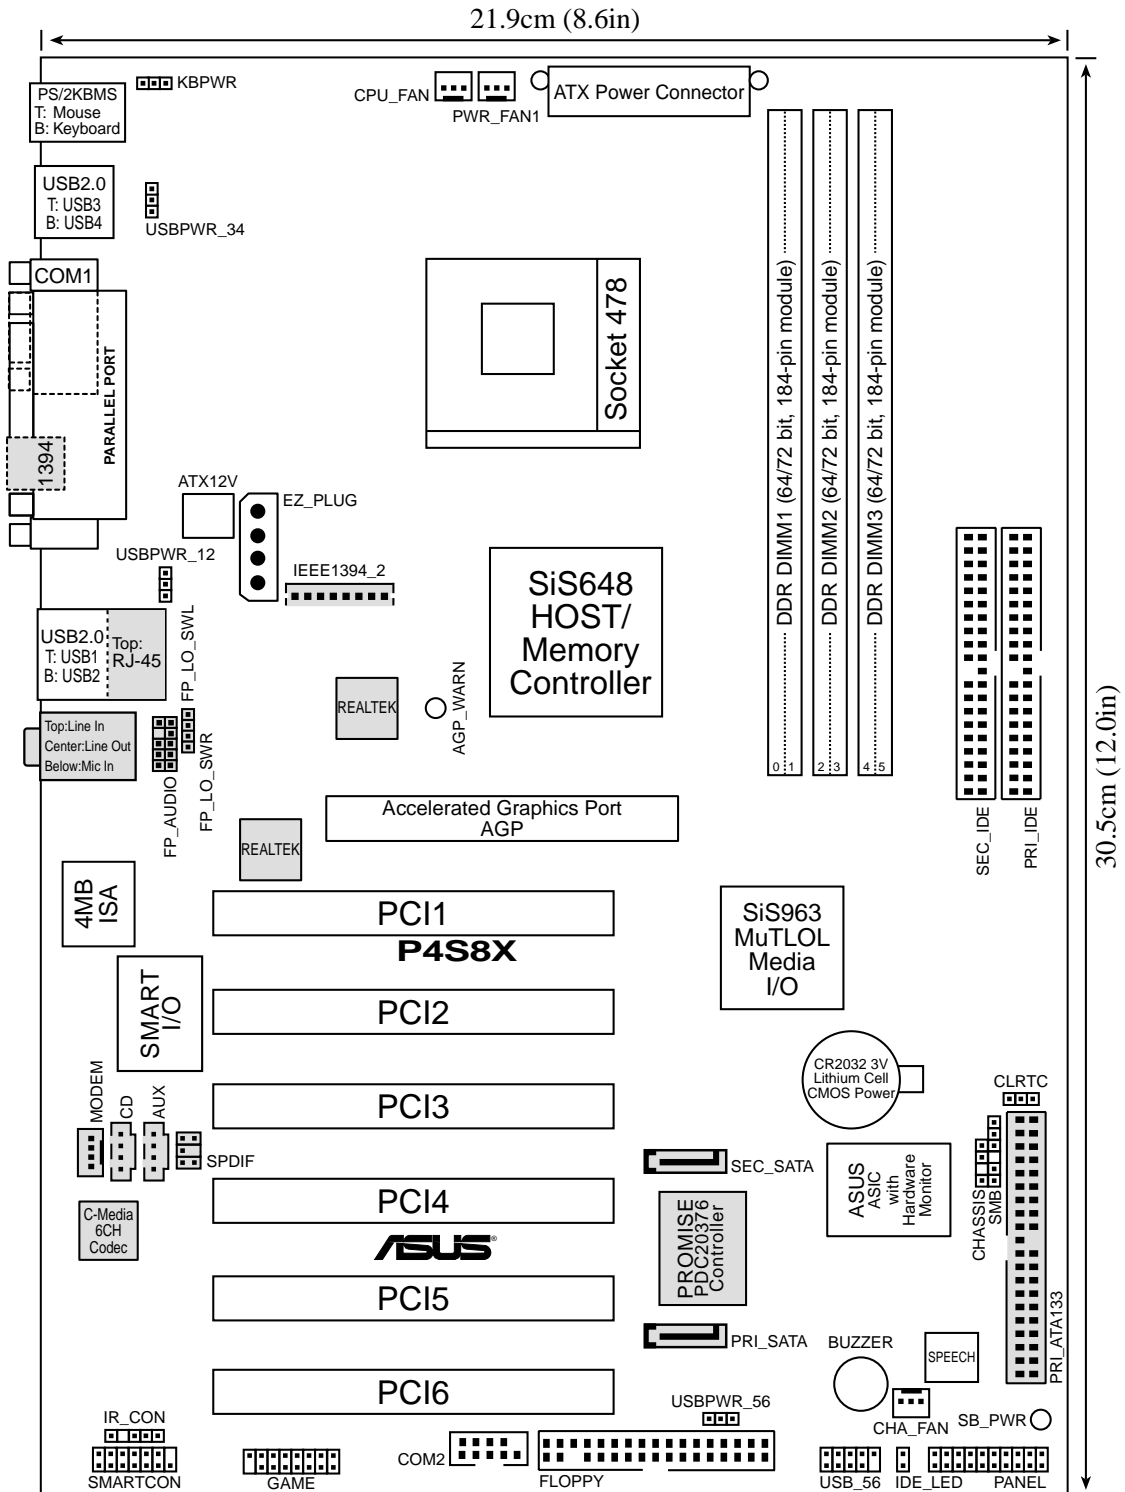 21.9cm (8.6in)
PS/2KBMS
T: Mouse
B: Keyboard
KBPWR
CPU_FAN
PWR_FAN1
ATX Power Connector
USB2.0
T: USB3
B: USB4
USBPWR_34
COM1
PARALLEL PORT
1394
Socket 478
DDR DIMM1 (64/72 bit, 184-pin module)
DDR DIMM2 (64/72 bit, 184-pin module)
DDR DIMM3 (64/72 bit, 184-pin module)
0 1
2 3
4 5
ATX12V
EZ_PLUG
USBPWR_12
IEEE1394_2
SiS648
HOST/
Memory
Controller
USB2.0
T: USB1
B: USB2
Top:
RJ-45
FP_LO_SWL
REALTEK
AGP_WARN
Top:Line In
Center:Line Out
Below:Mic In
FP_AUDIO
FP_LO_SWR
SEC_IDE
PRI_IDE
30.5cm (12.0in)
Accelerated Graphics Port
AGP
REALTEK
4MB
ISA
PCI1
P4S8X
SiS963
MuTLOL
Media
I/O
SMART
I/O
PCI2
CR2032 3V
Lithium Cell
CMOS Power
CLRTC
MODEM
CD
AUX
PCI3
SPDIF
SEC_SATA
ASUS
ASIC
with
Hardware
Monitor
CHASSIS
SMB
C-Media
6CH
Codec
PCI4
ASUS®
PROMISE
PDC20376
Controller
PCI5
PRI_SATA
BUZZER
SPEECH
PRI_ATA133
PCI6
USBPWR_56
CHA_FAN
SB_PWR
IR_CON
SMARTCON
GAME
COM2
FLOPPY
USB_56
IDE_LED
PANEL